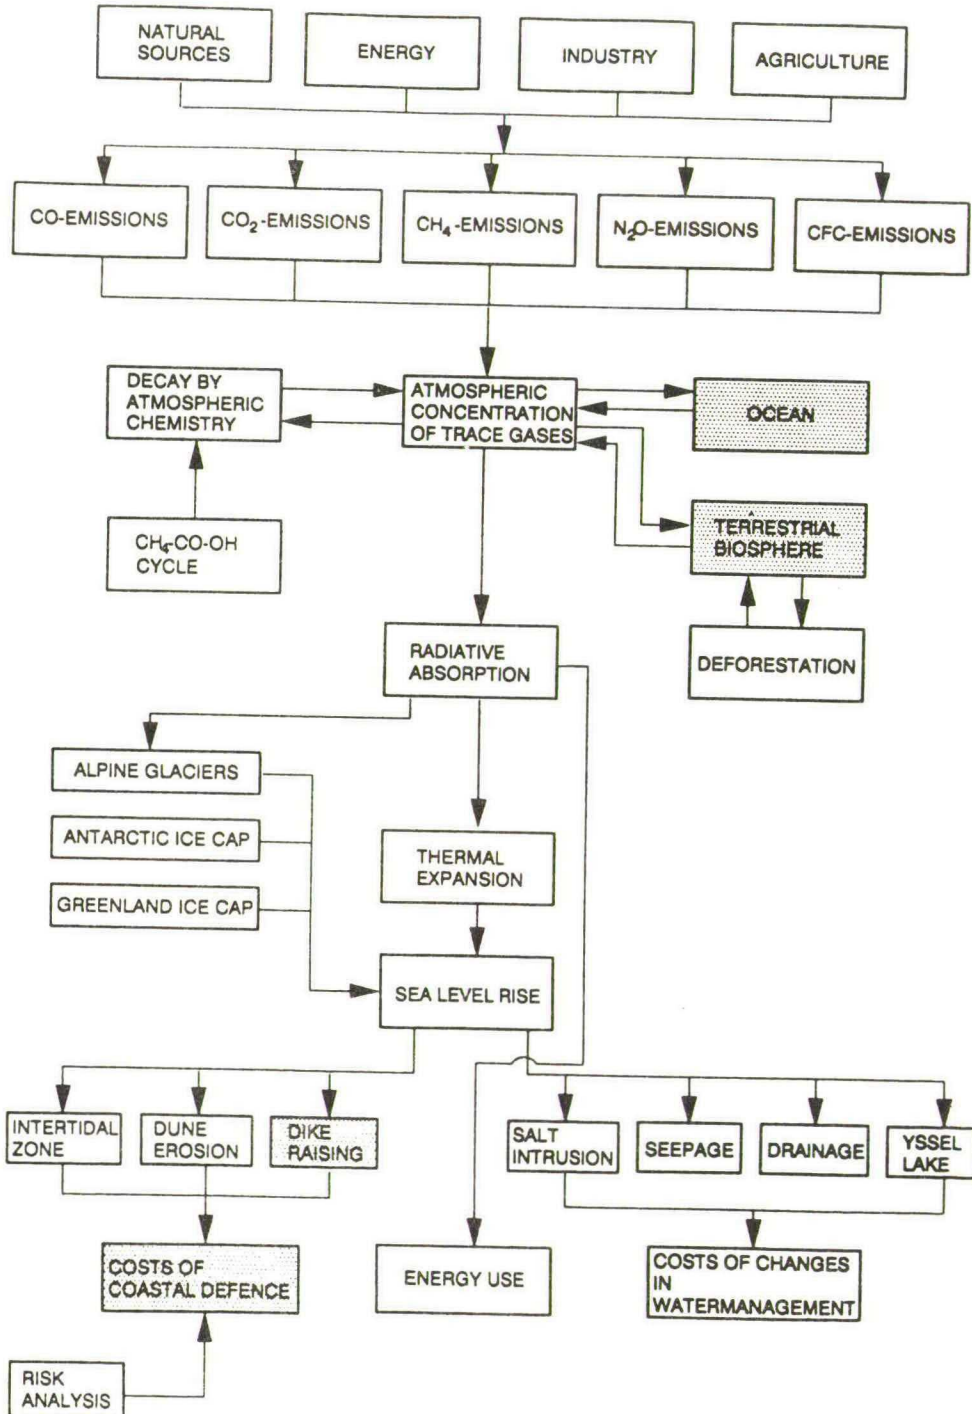 NATURAL
SOURCES
ENERGY
INDUSTRY
AGRICULTURE
CO-EMISSIONS
CO₂-EMISSIONS
CH₄-EMISSIONS
N₂O-EMISSIONS
CFC-EMISSIONS
DECAY BY
ATMOSPHERIC
CHEMISTRY
ATMOSPHERIC
CONCENTRATION
OF TRACE GASES
OCEAN
CH₄-CO-OH
CYCLE
TERRESTRIAL
BIOSPHERE
RADIATIVE
ABSORPTION
DEFORESTATION
ALPINE GLACIERS
ANTARCTIC ICE CAP
THERMAL
EXPANSION
GREENLAND ICE CAP
SEA LEVEL RISE
INTERTIDAL
ZONE
DUNE
EROSION
DIKE
RAISING
SALT
INTRUSION
SEEPAGE
DRAINAGE
YSSEL
LAKE
COSTS OF
COASTAL DEFENCE
ENERGY USE
COSTS OF CHANGES
IN
WATERMANAGEMENT
RISK
ANALYSIS